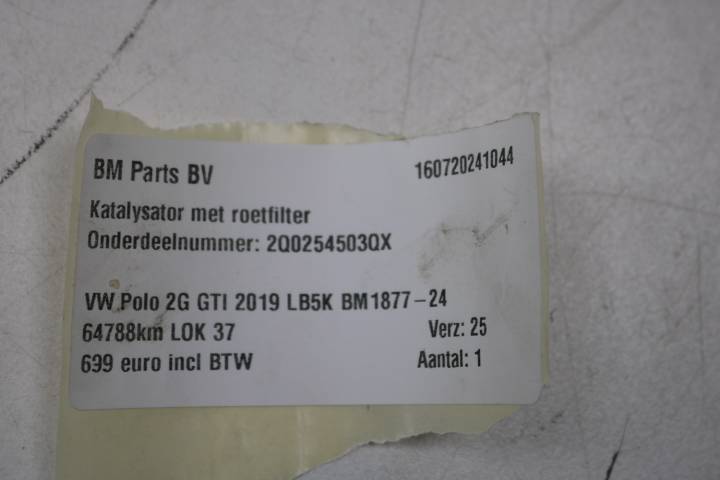 BM Parts BV 160720241044
Katalysator met roetfilter
Onderdeelnummer: 2Q0254503QX
VW Polo 2G GTI 2019 LB5K BM1877-24
64788km LOK 37 Verz: 25
699 euro incl BTW Aantal: 1